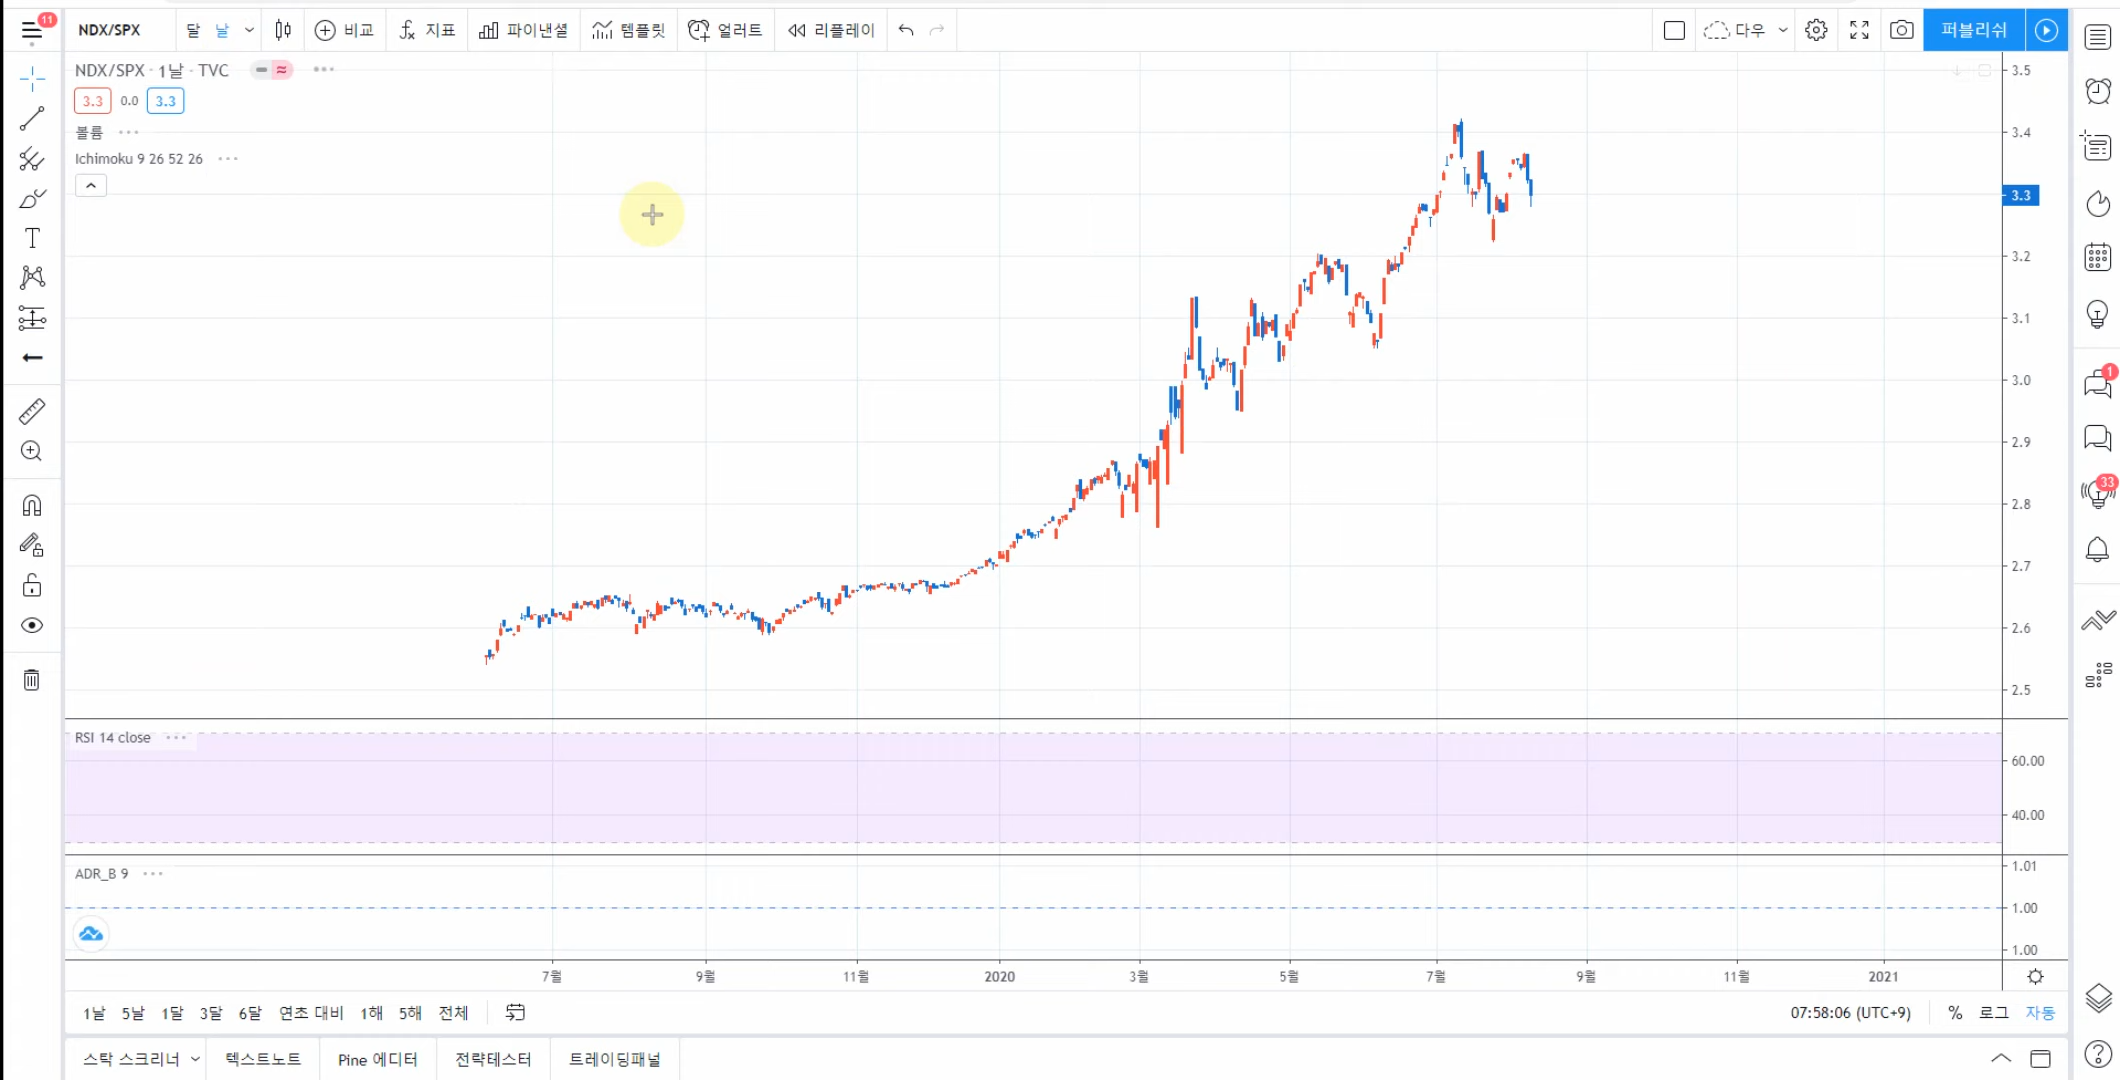 11
NDX/SPX 달 날 비교 지표 파이낸셜 템플릿 얼러트 리플레이 다우 퍼블리쉬
NDX/SPX · 1날 · TVC
3.3 0.0 3.3
볼륨
Ichimoku 9 26 52 26
3.5
3.4
3.3
3.2
3.1
3.0
2.9
2.8
2.7
2.6
2.5
RSI 14 close
60.00
40.00
ADR_B 9
1.01
1.00
1.00
7월 9월 11월 2020 3월 5월 7월 9월 11월 2021
1날 5날 1달 3달 6달 연초 대비 1해 5해 전체 07:58:06 (UTC+9) % 로그 자동
스탁 스크리너 텍스트노트 Pine 에디터 전략테스터 트레이딩패널
1
33